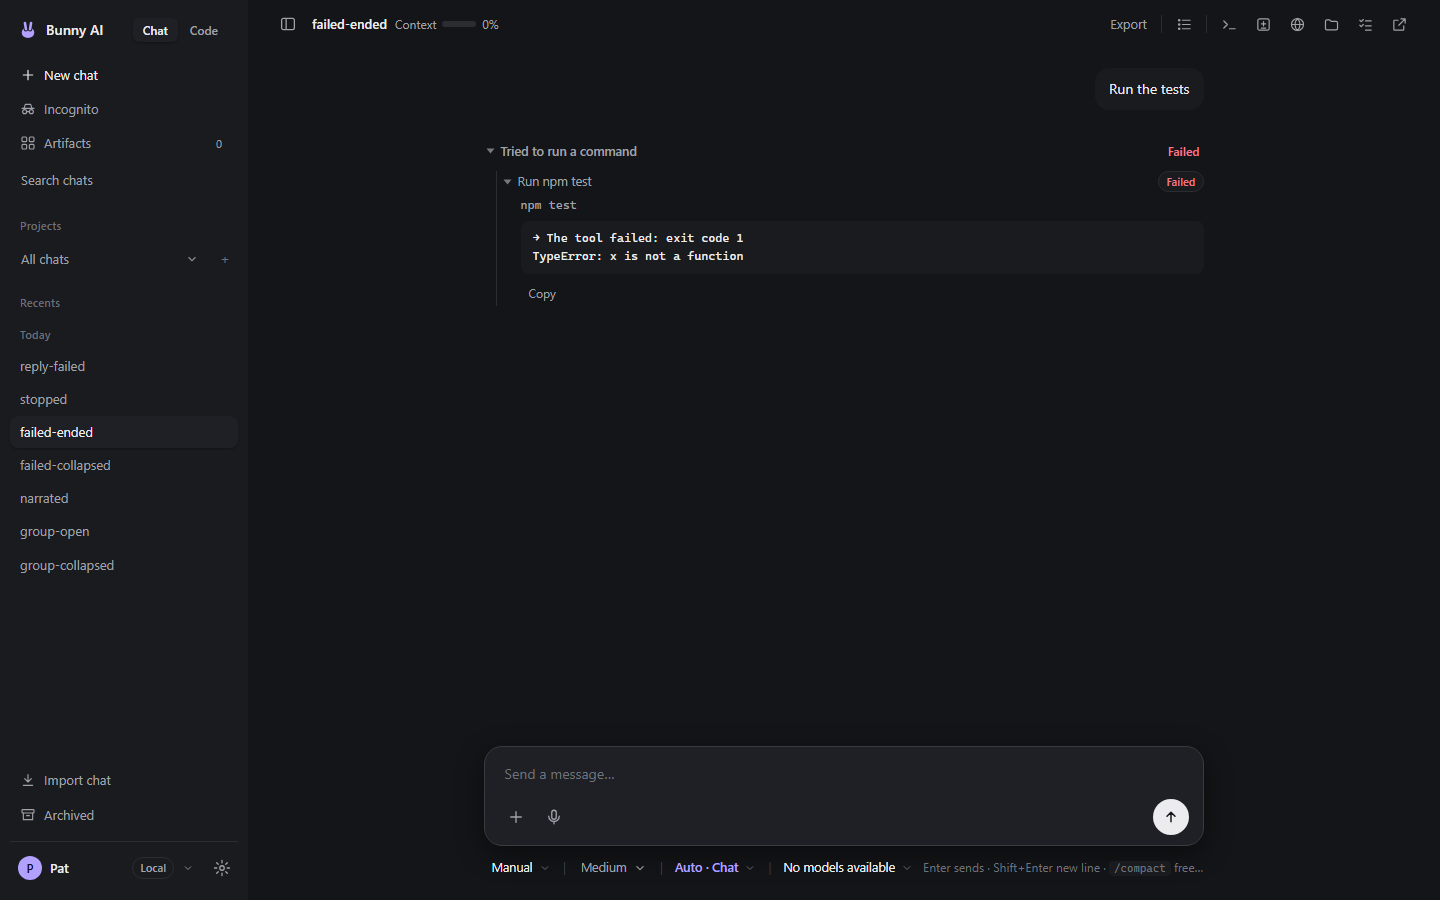 Bunny AI
Chat
Code
New chat
Incognito
Artifacts
0
Search chats
Projects
All chats
+
Recents
Today
reply-failed
stopped
failed-ended
failed-collapsed
narrated
group-open
group-collapsed
Import chat
Archived
P
Pat
Local
failed-ended
Context
0%
Export
Run the tests
Tried to run a command
Failed
Run npm test
Failed
npm test
→ The tool failed: exit code 1
TypeError: x is not a function
Copy
Send a message...
Manual
Medium
Auto · Chat
No models available
Enter sends · Shift+Enter new line · /compact free...